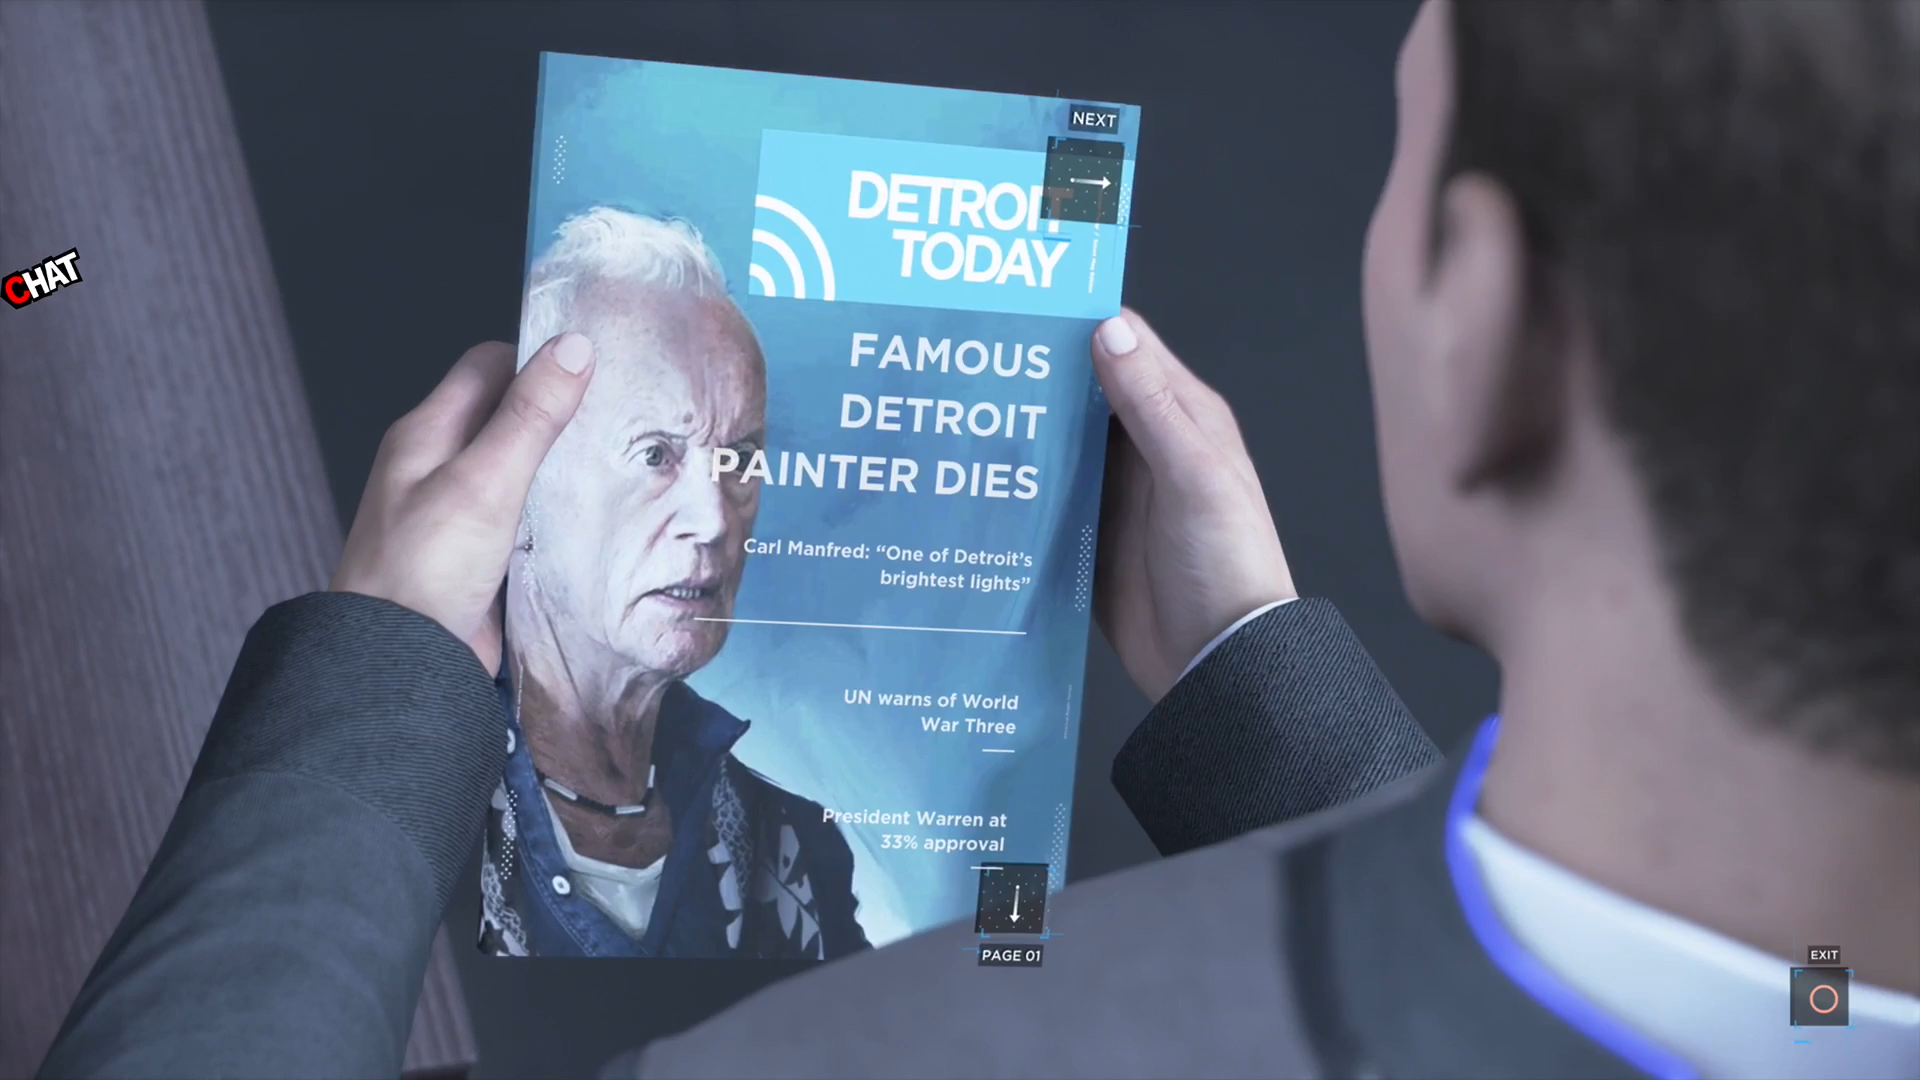 NEXT
DETROIT
TODAY
FAMOUS
DETROIT
PAINTER DIES
Carl Manfred: “One of Detroit’s
brightest lights”
UN warns of World
War Three
President Warren at
33% approval
PAGE 01
CHAT
EXIT